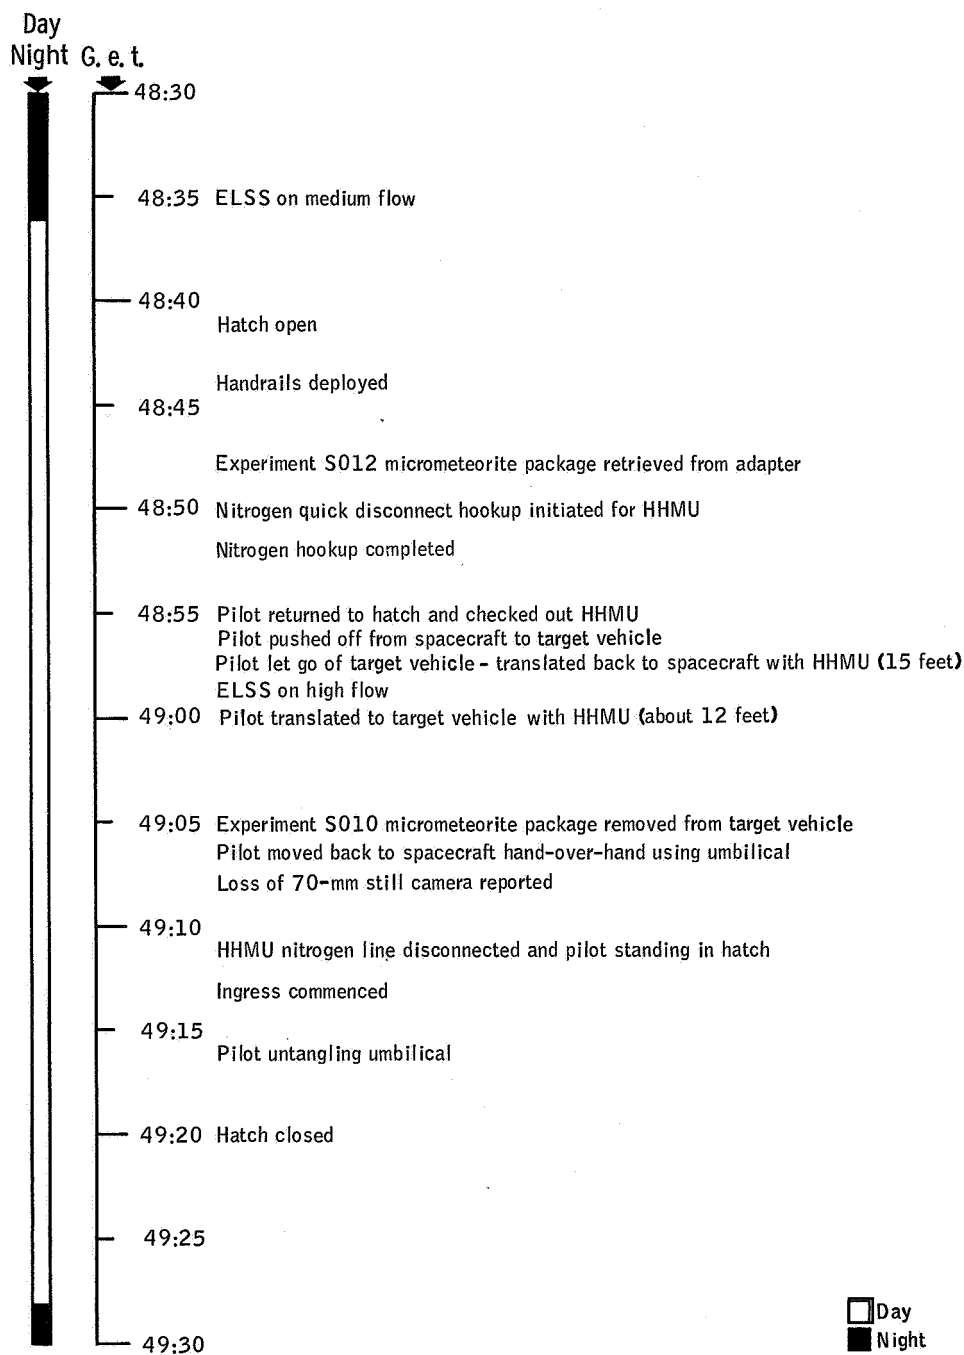 Day
Night G. e. t.
48:30
48:35 ELSS on medium flow
48:40
Hatch open
Handrails deployed
48:45
Experiment S012 micrometeorite package retrieved from adapter
48:50 Nitrogen quick disconnect hookup initiated for HHMU
Nitrogen hookup completed
48:55 Pilot returned to hatch and checked out HHMU
Pilot pushed off from spacecraft to target vehicle
Pilot let go of target vehicle - translated back to spacecraft with HHMU (15 feet)
ELSS on high flow
49:00 Pilot translated to target vehicle with HHMU (about 12 feet)
49:05 Experiment S010 micrometeorite package removed from target vehicle
Pilot moved back to spacecraft hand-over-hand using umbilical
Loss of 70-mm still camera reported
49:10
HHMU nitrogen line disconnected and pilot standing in hatch
Ingress commenced
49:15
Pilot untangling umbilical
49:20 Hatch closed
49:25
49:30
Day
Night